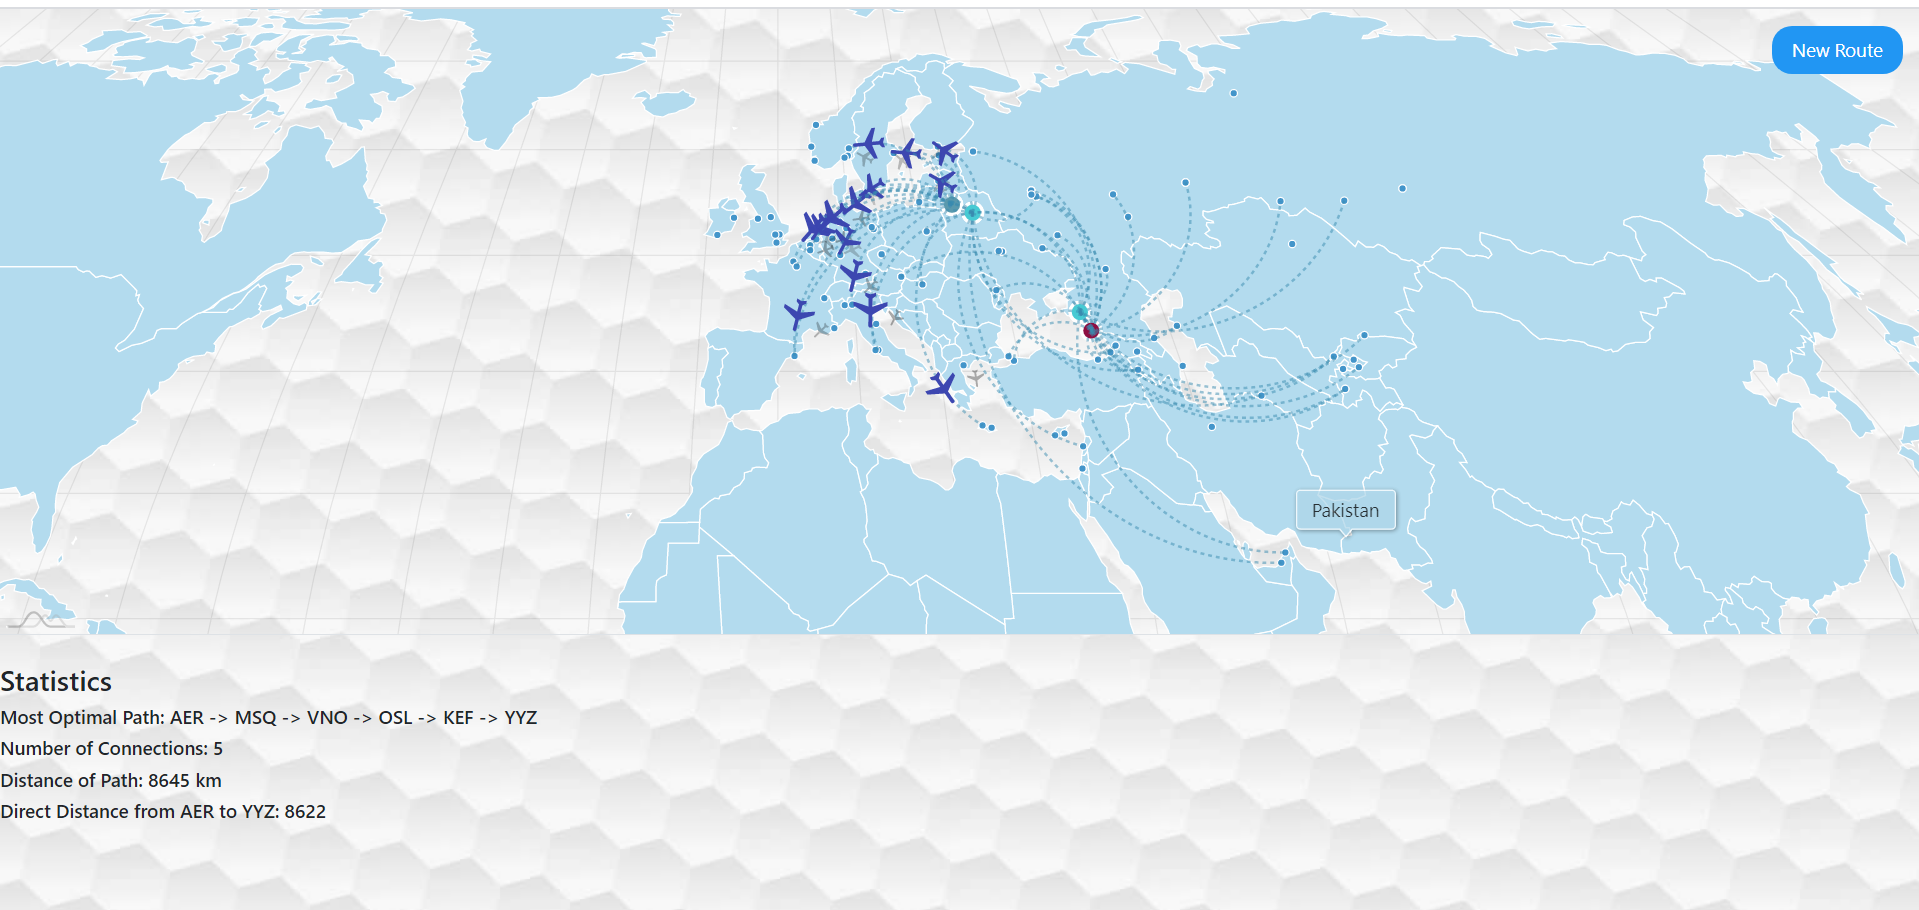 New Route
Pakistan
Statistics
Most Optimal Path: AER -> MSQ -> VNO -> OSL -> KEF -> YYZ
Number of Connections: 5
Distance of Path: 8645 km
Direct Distance from AER to YYZ: 8622